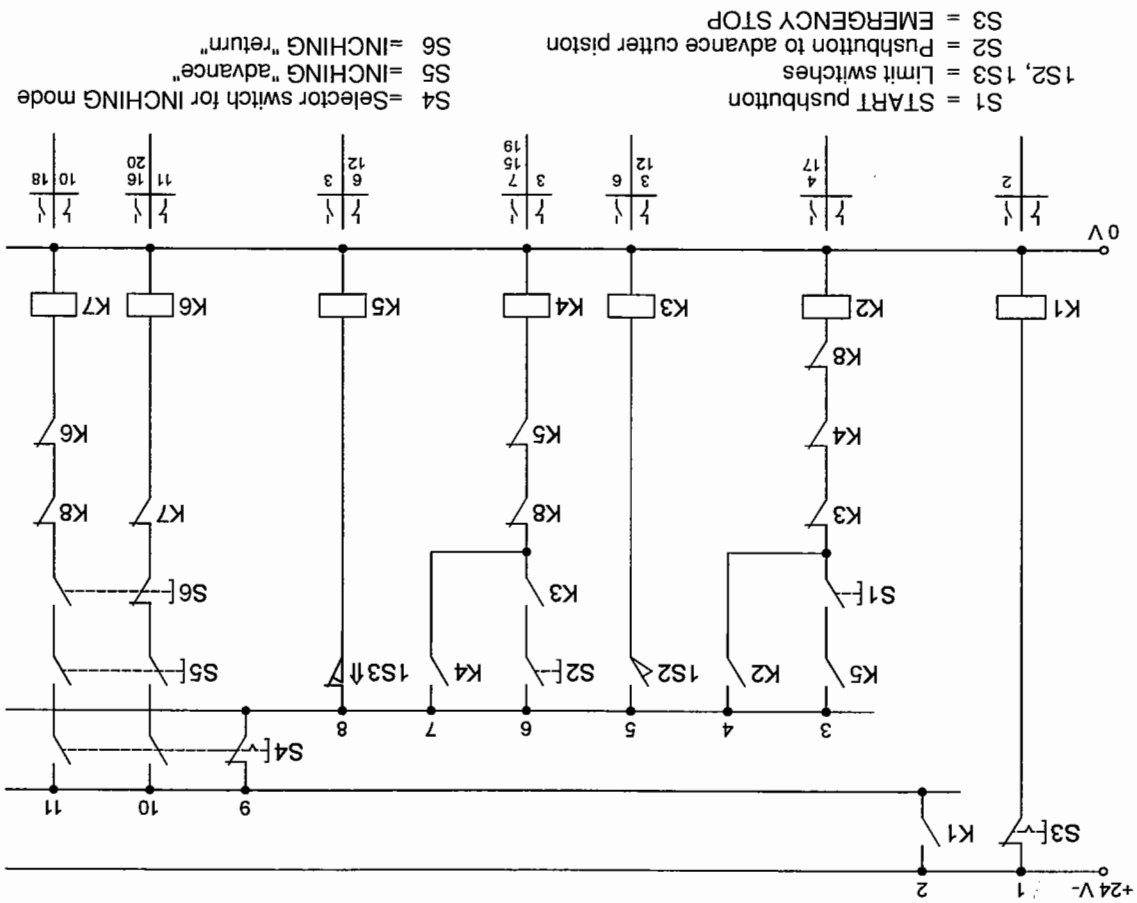 +24 V- 1 2
S3 K1
9 10 11
S4
3 4 5 6 7 8
K5 K2 1S2 S2 K4 1S3⇑ S5
S1 K3 S6
K3 K8 K7 K8
K4 K5 K6
K8
K1 K2 K3 K4 K5 K6 K7
0 V
2 4 3 6 3 7 6 3 11 16 10 18
17 12 15 12 20
19
S1 = START pushbutton
1S2, 1S3 = Limit switches
S2 = Pushbutton to advance cutter piston
S3 = EMERGENCY STOP
S4 =Selector switch for INCHING mode
S5 =INCHING "advance"
S6 =INCHING "return"